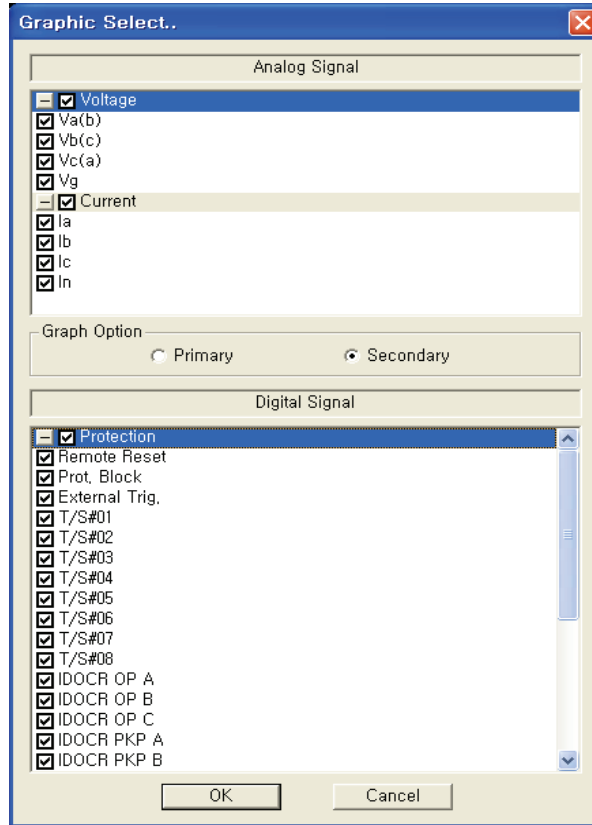 Graphic Select..
Analog Signal
Voltage
Va(b)
Vb(c)
Vc(a)
Vg
Current
Ia
Ib
Ic
In
Graph Option
Primary
Secondary
Digital Signal
Protection
Remote Reset
Prot. Block
External Trig.
T/S#01
T/S#02
T/S#03
T/S#04
T/S#05
T/S#06
T/S#07
T/S#08
IDOCR OP A
IDOCR OP B
IDOCR OP C
IDOCR PKP A
IDOCR PKP B
OK Cancel